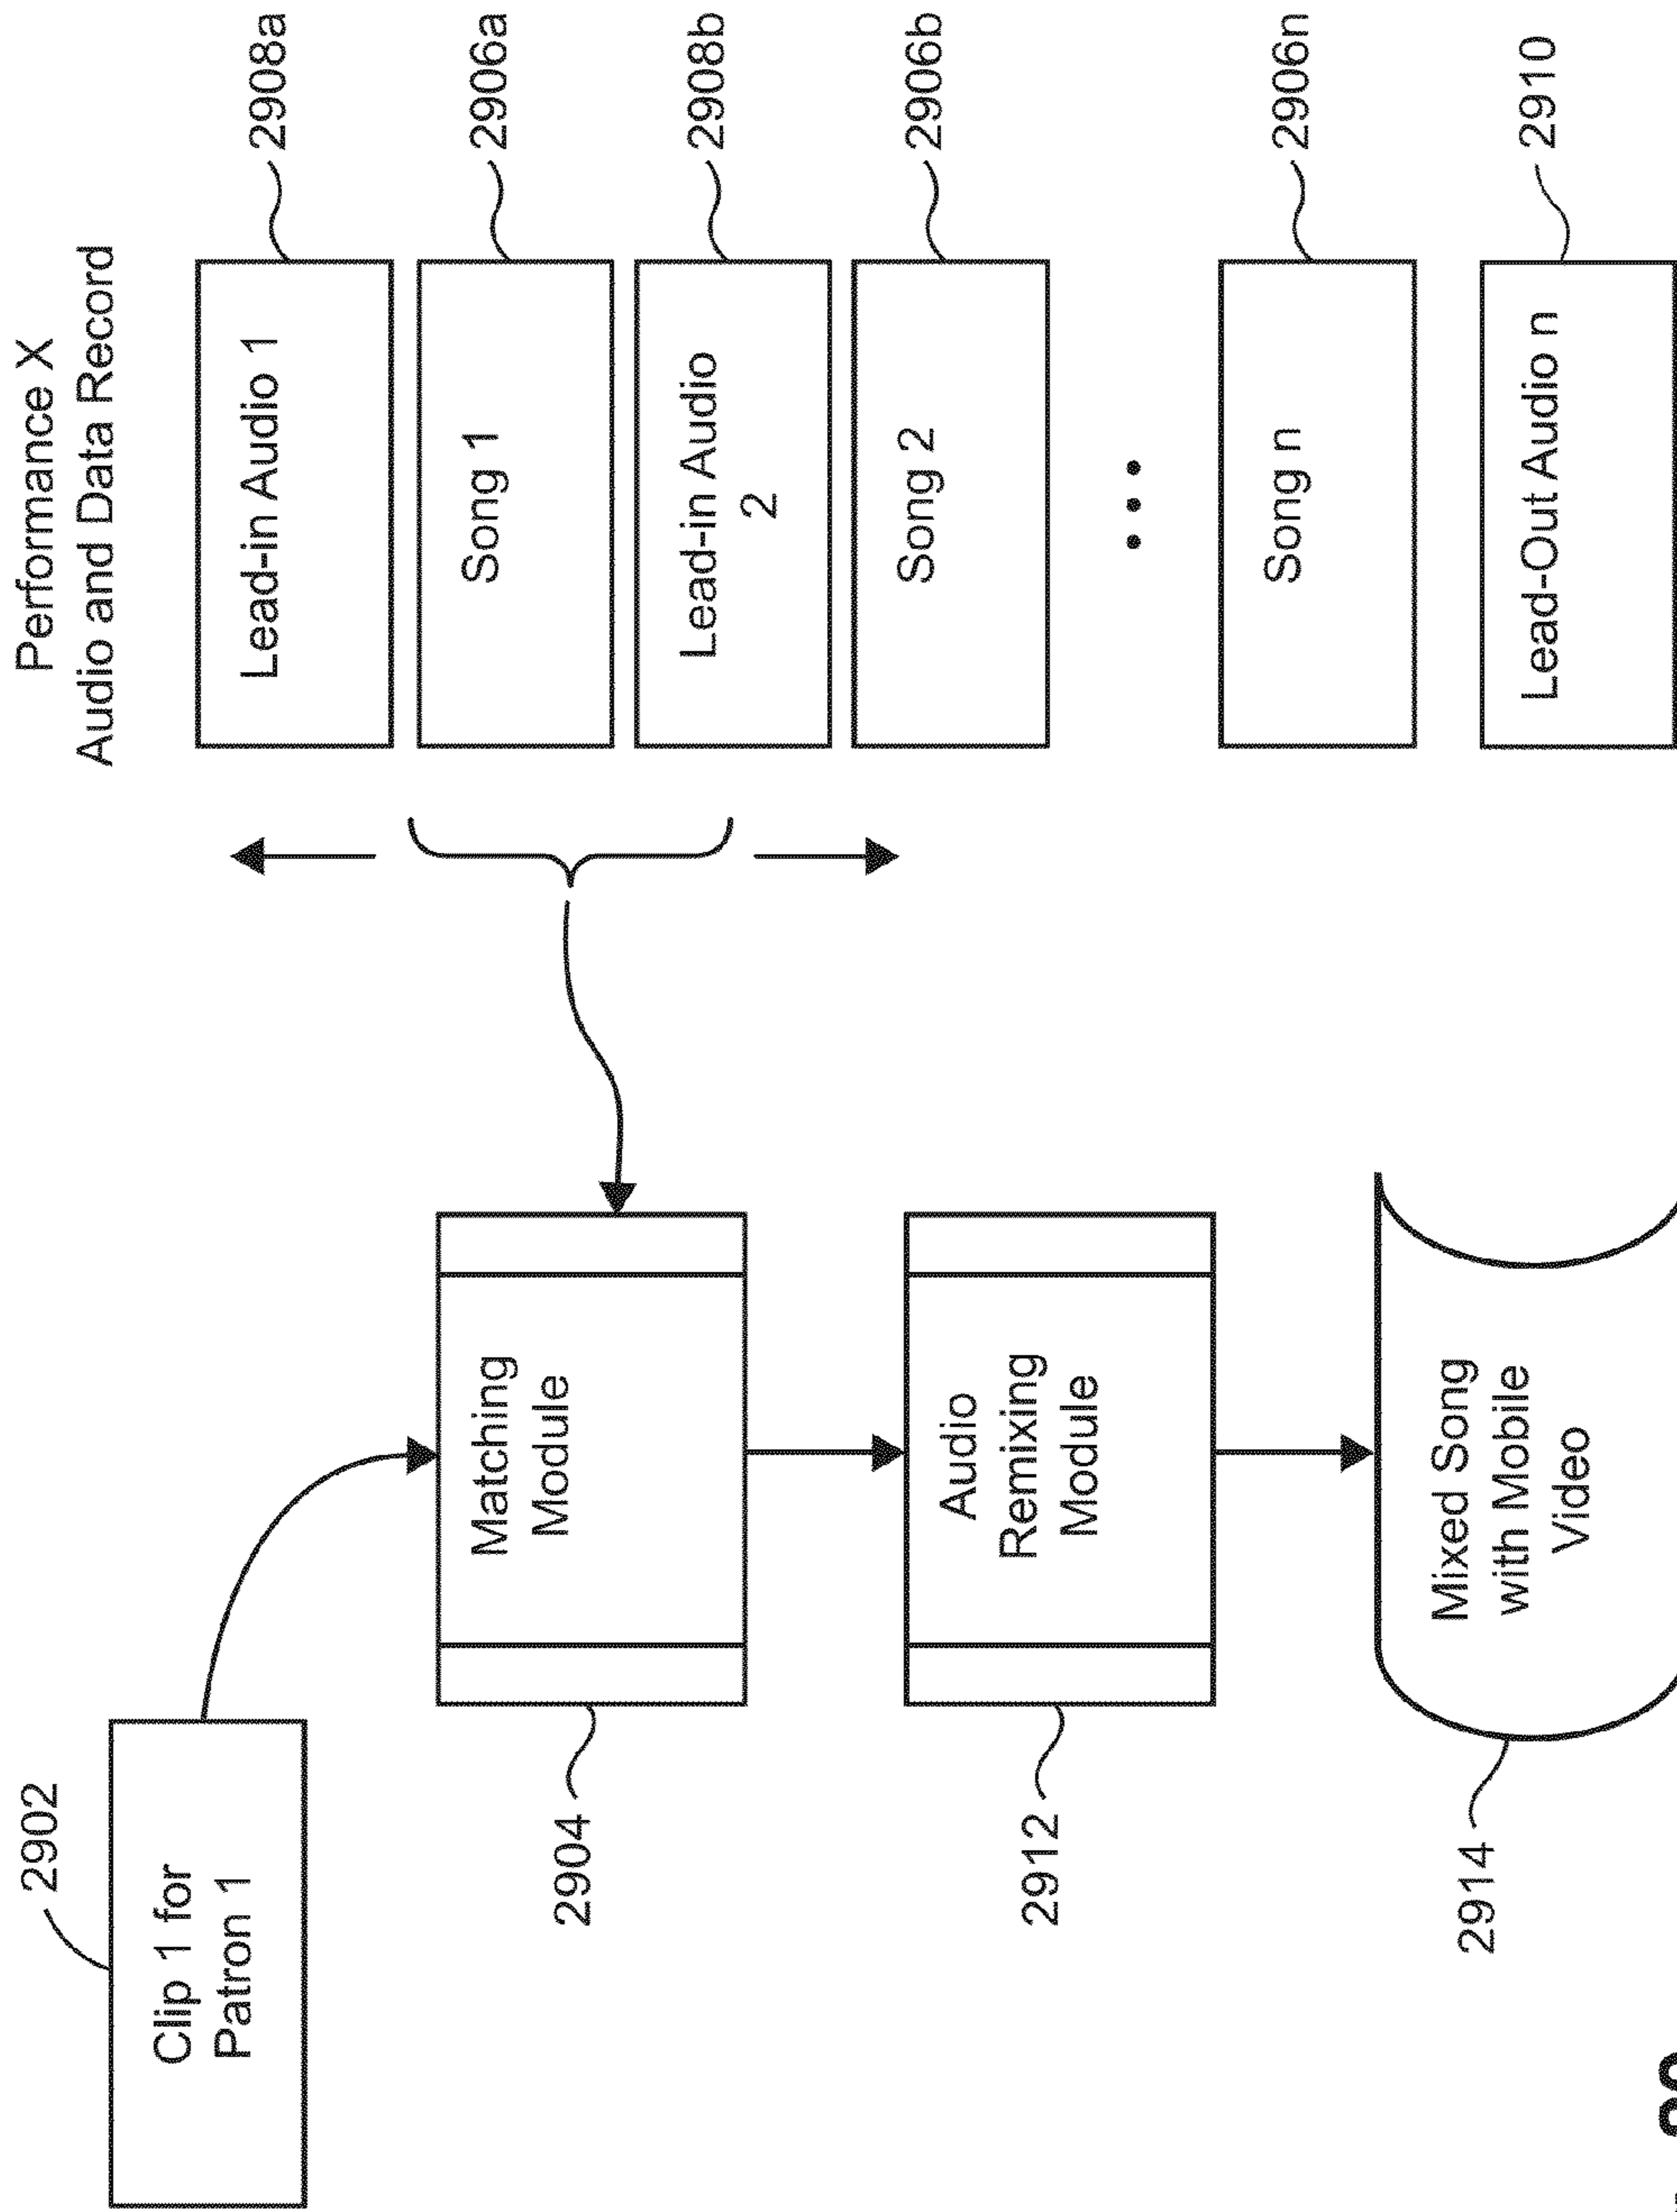 Performance X
Audio and Data Record
2902
Clip 1 for
Patron 1
Lead-in Audio 1
2908a
Song 1
2906a
Matching
Module
2904
Lead-in Audio
2
2908b
Song 2
2906b
Audio
Remixing
Module
2912
Song n
2906n
Mixed Song
with Mobile
Video
2914
Lead-Out Audio n
2910